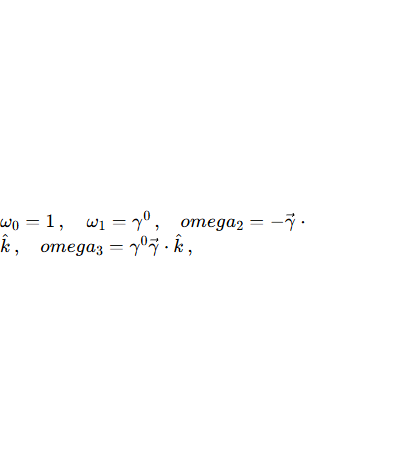 ω₀ = 1 , ω₁ = γ⁰ , omega₂ = −γ⃗ ·
k̂ , omega₃ = γ⁰γ⃗ · k̂ ,